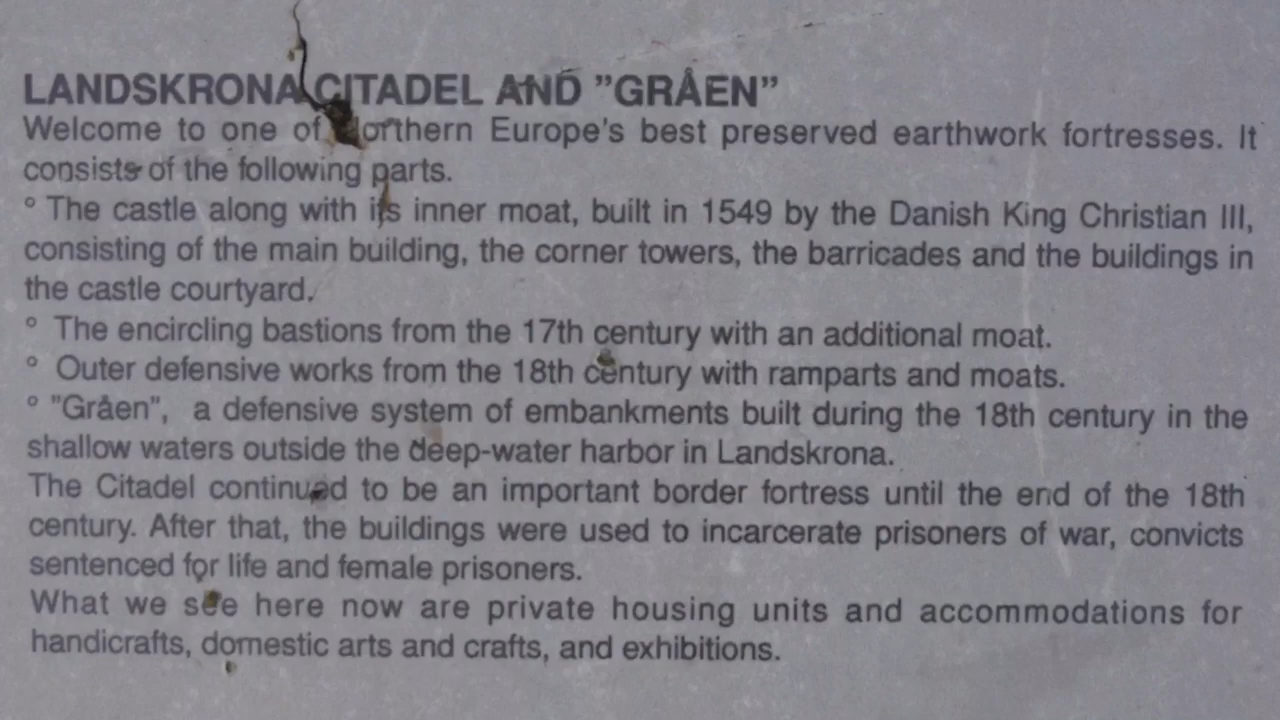 LANDSKRONA CITADEL AND "GRÅEN"
Welcome to one of Northern Europe's best preserved earthwork fortresses. It
consists of the following parts.
° The castle along with its inner moat, built in 1549 by the Danish King Christian III,
consisting of the main building, the corner towers, the barricades and the buildings in
the castle courtyard.
° The encircling bastions from the 17th century with an additional moat.
° Outer defensive works from the 18th century with ramparts and moats.
° "Gråen", a defensive system of embankments built during the 18th century in the
shallow waters outside the deep-water harbor in Landskrona.
The Citadel continued to be an important border fortress until the end of the 18th
century. After that, the buildings were used to incarcerate prisoners of war, convicts
sentenced for life and female prisoners.
What we see here now are private housing units and accommodations for
handicrafts, domestic arts and crafts, and exhibitions.